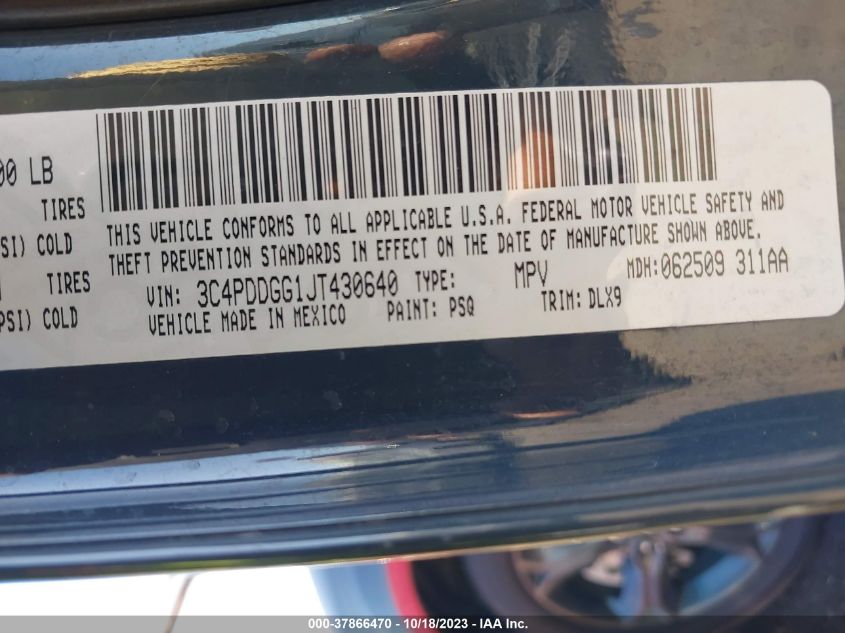 00 LB
TIRES
SI) COLD
TIRES
PSI) COLD
THIS VEHICLE CONFORMS TO ALL APPLICABLE U.S.A. FEDERAL MOTOR VEHICLE SAFETY AND
THEFT PREVENTION STANDARDS IN EFFECT ON THE DATE OF MANUFACTURE SHOWN ABOVE.
VIN: 3C4PDDGG1JT430640 TYPE: MPV MDH:062509 311AA
VEHICLE MADE IN MEXICO PAINT: PSQ TRIM: DLX9
000-37866470 - 10/18/2023 - IAA Inc.